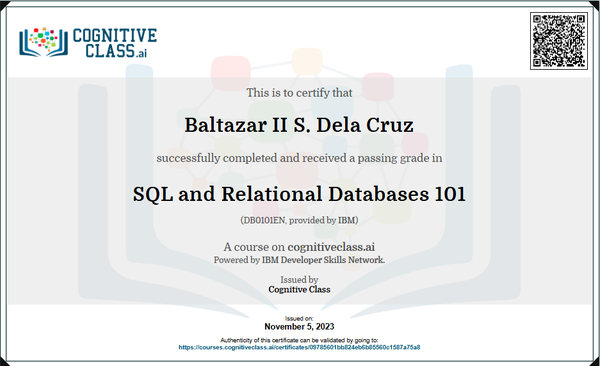 COGNITIVE
CLASS.ai
This is to certify that
Baltazar II S. Dela Cruz
successfully completed and received a passing grade in
SQL and Relational Databases 101
(DB0101EN, provided by IBM)
A course on cognitiveclass.ai
Powered by IBM Developer Skills Network.
Issued by
Cognitive Class
Issued on:
November 5, 2023
Authenticity of this certificate can be validated by going to:
https://courses.cognitiveclass.ai/certificates/09785601bb824eb6b85560c1587a75a8